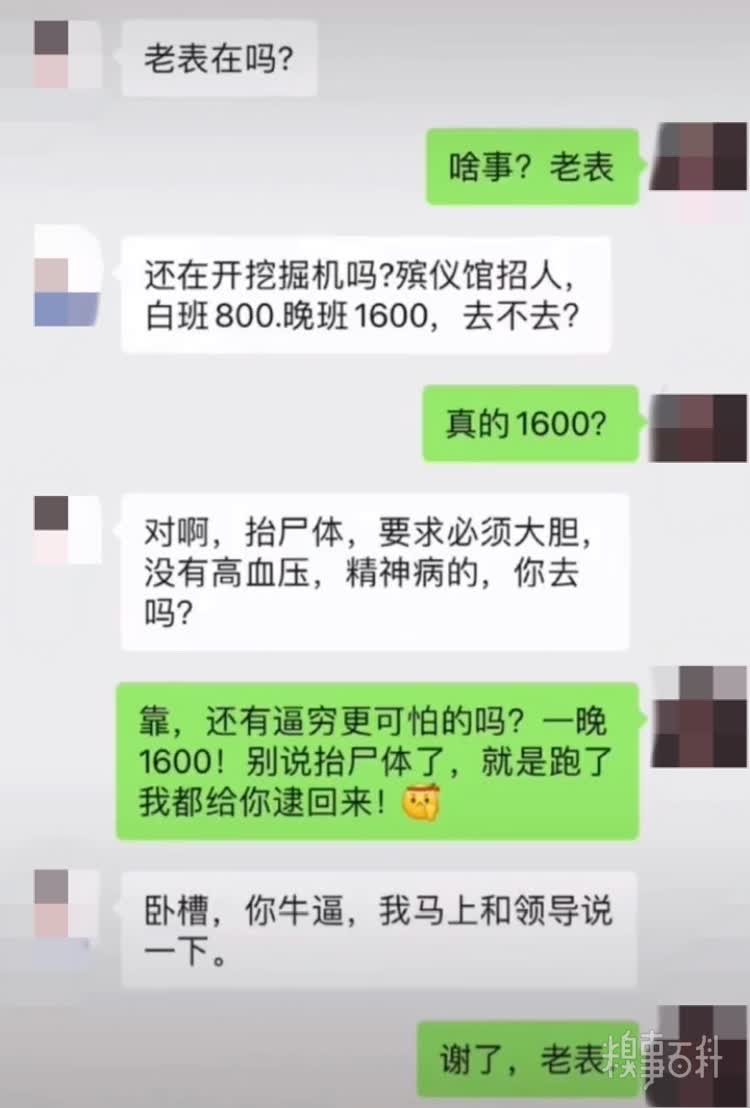 老表在吗?
啥事？老表
还在开挖掘机吗?殡仪馆招人，
白班800.晚班1600，去不去?
真的1600?
对啊，抬尸体，要求必须大胆，
没有高血压，精神病的，你去
吗?
靠，还有逼穷更可怕的吗？一晚
1600！别说抬尸体了，就是跑了
我都给你逮回来！
卧槽，你牛逼，我马上和领导说
一下。
谢了，老表
糗事百科